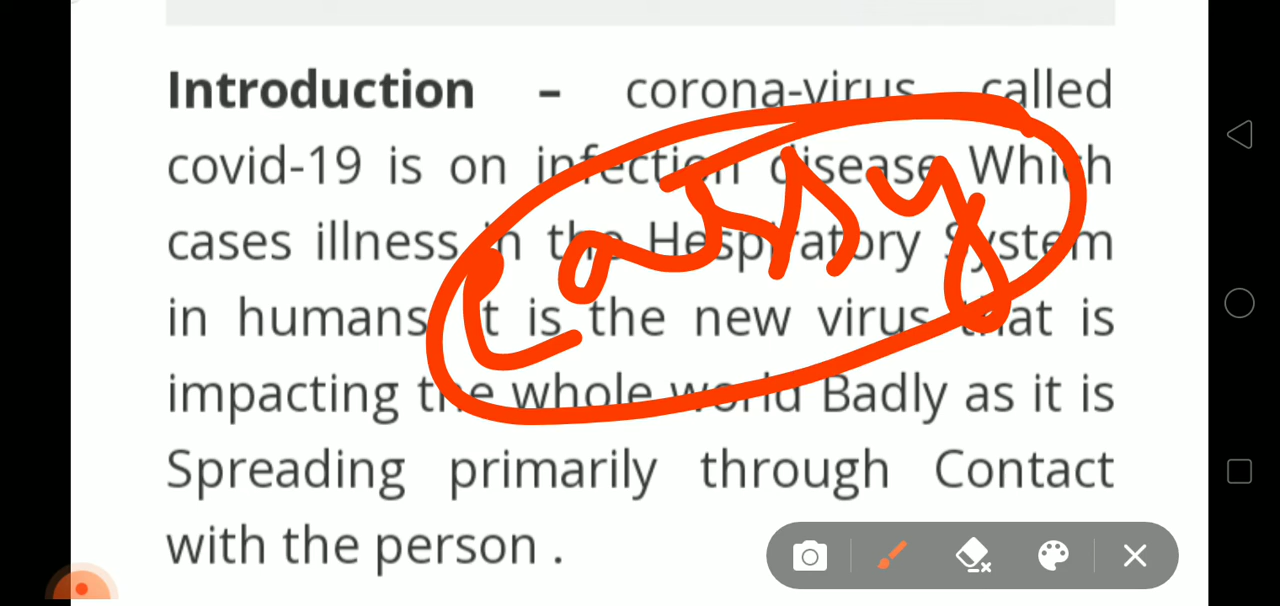 Introduction – corona-virus called
covid-19 is on infection disease Which
cases illness in the Hespiratory System
in humans it is the new virus that is
impacting the whole world Badly as it is
Spreading primarily through Contact
with the person .